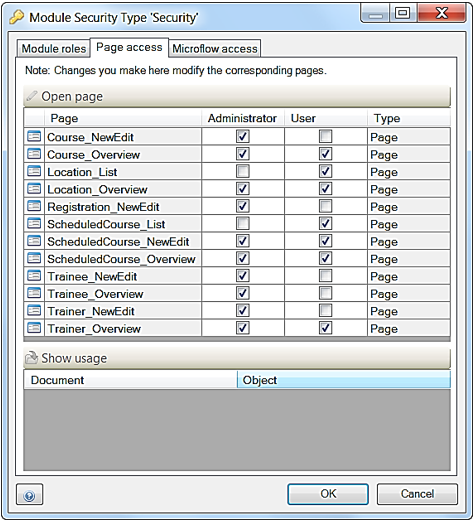 Module Security Type 'Security'
Module roles Page access Microflow access
Note: Changes you make here modify the corresponding pages.
Open page
Page Administrator User Type
Course_NewEdit Page
Course_Overview Page
Location_List Page
Location_Overview Page
Registration_NewEdit Page
ScheduledCourse_List Page
ScheduledCourse_NewEdit Page
ScheduledCourse_Overview Page
Trainee_NewEdit Page
Trainee_Overview Page
Trainer_NewEdit Page
Trainer_Overview Page
Show usage
Document Object
OK Cancel